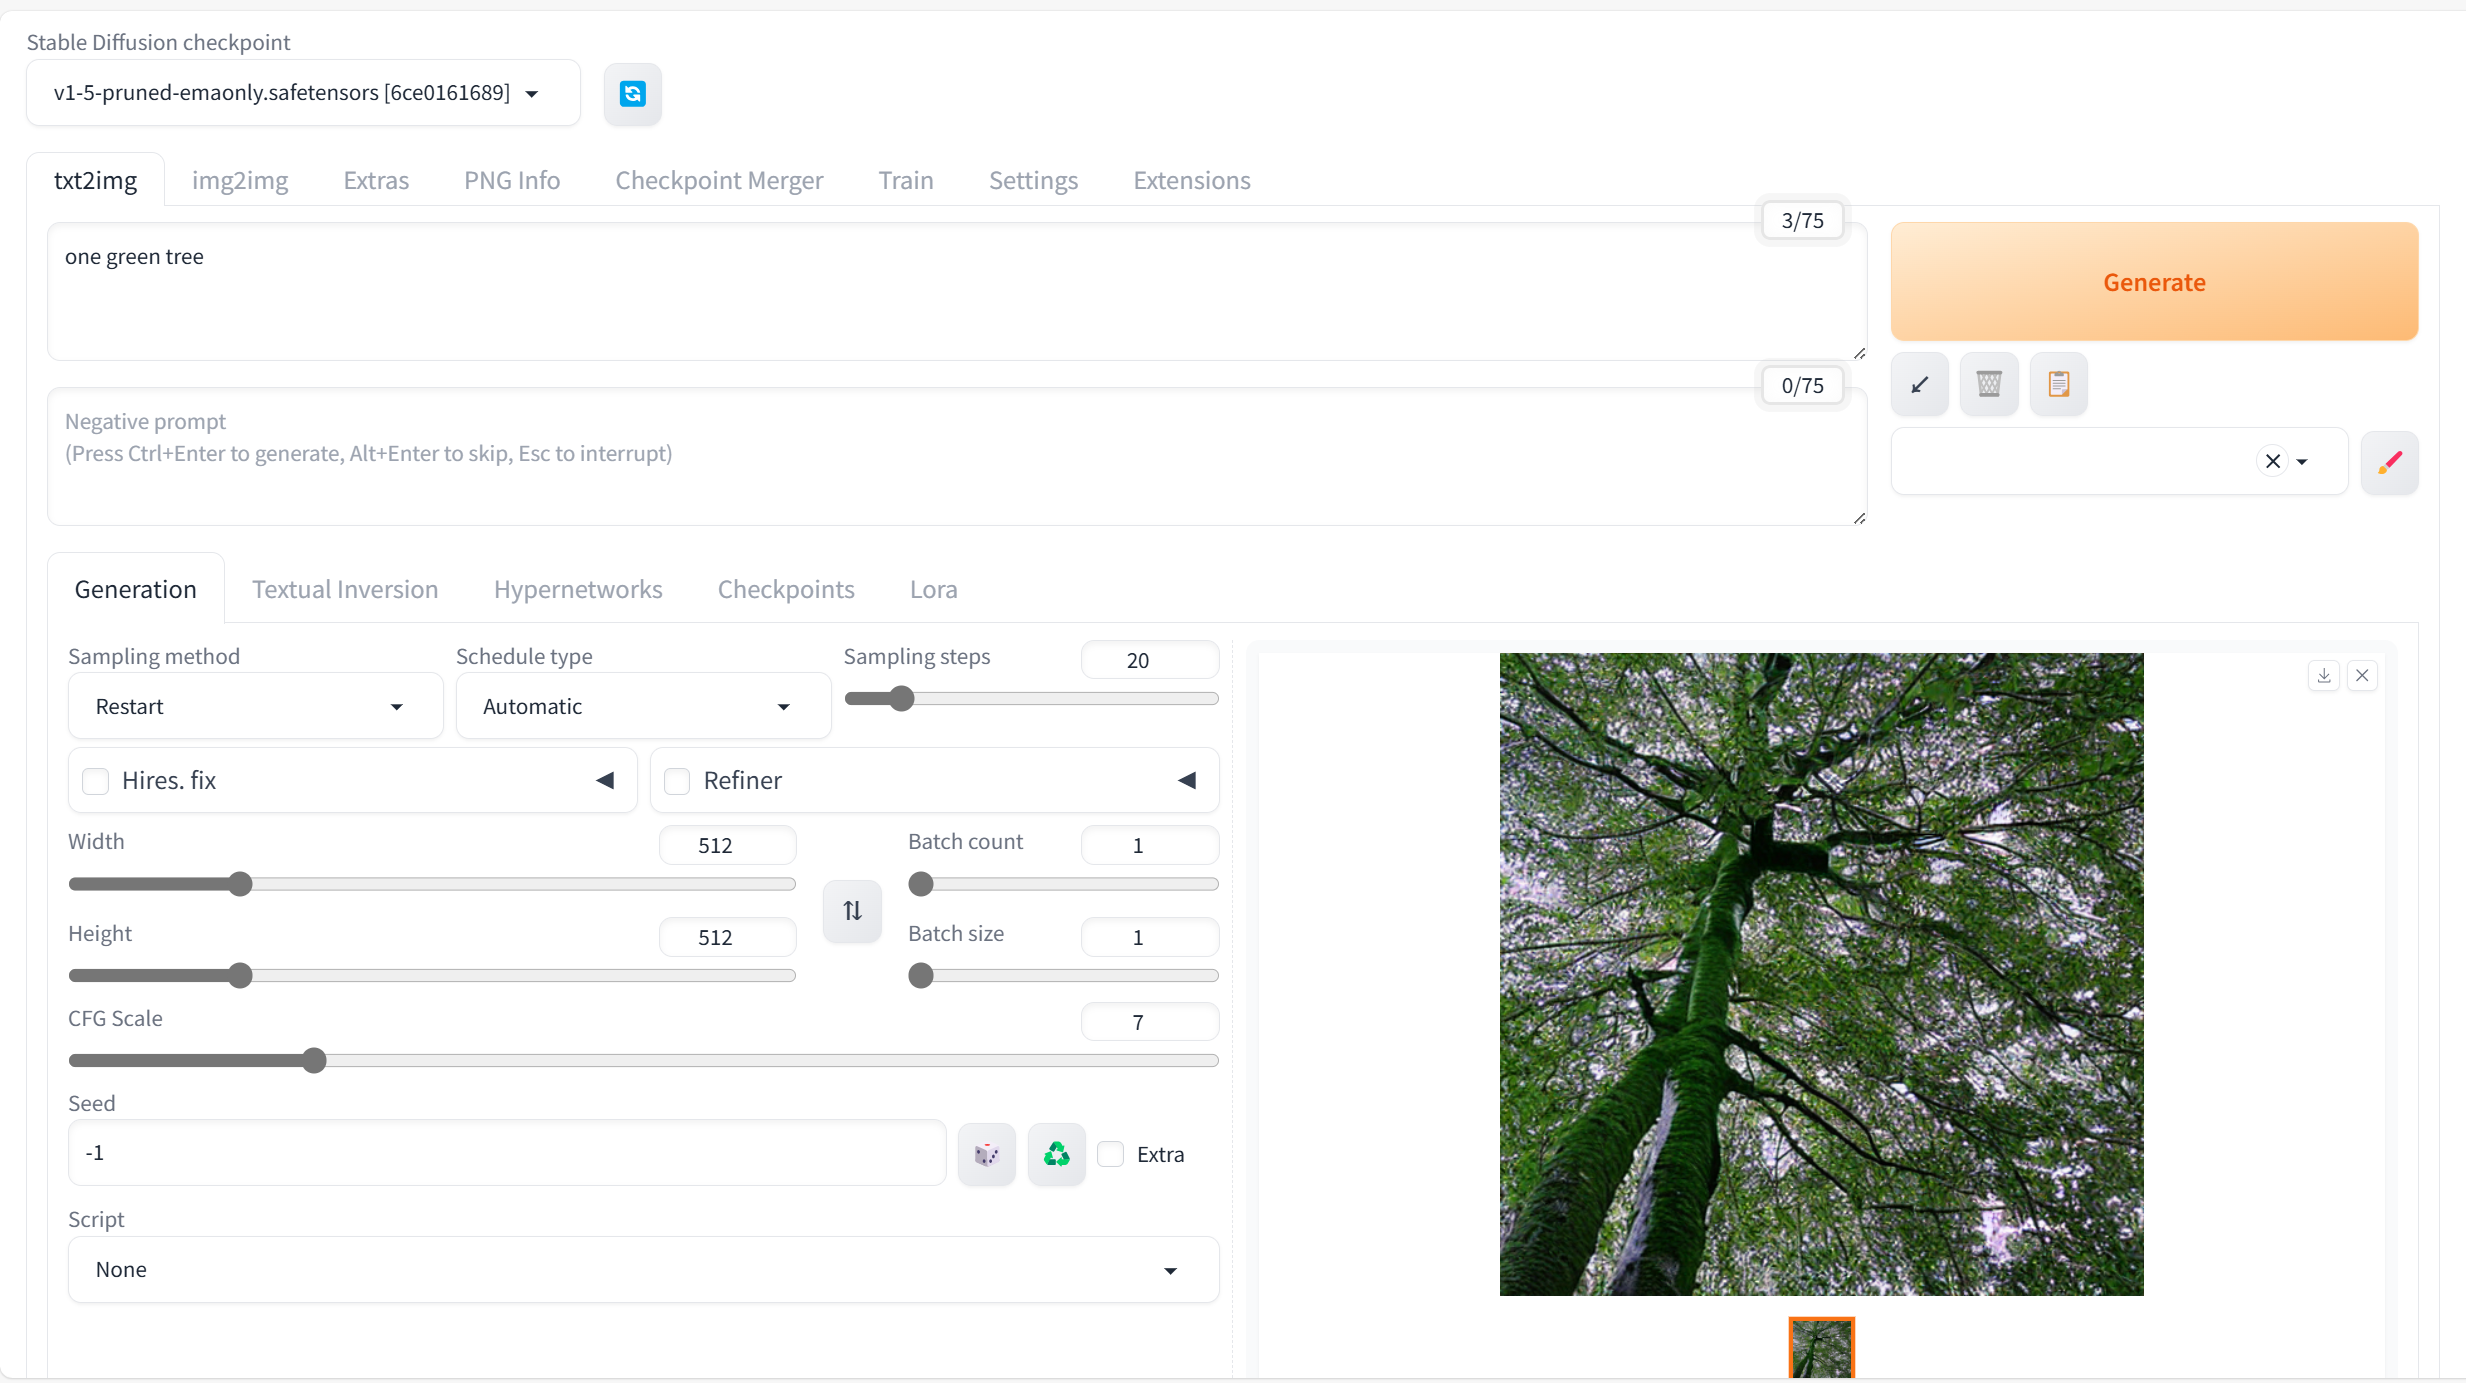 Stable Diffusion checkpoint
v1-5-pruned-emaonly.safetensors [6ce0161689]
txt2img img2img Extras PNG Info Checkpoint Merger Train Settings Extensions
3/75
one green tree
Generate
0/75
Negative prompt
(Press Ctrl+Enter to generate, Alt+Enter to skip, Esc to interrupt)
Generation Textual Inversion Hypernetworks Checkpoints Lora
Sampling method Schedule type Sampling steps 20
Restart Automatic
Hires. fix Refiner
Width 512 Batch count 1
Height 512 Batch size 1
CFG Scale 7
Seed
-1 Extra
Script
None